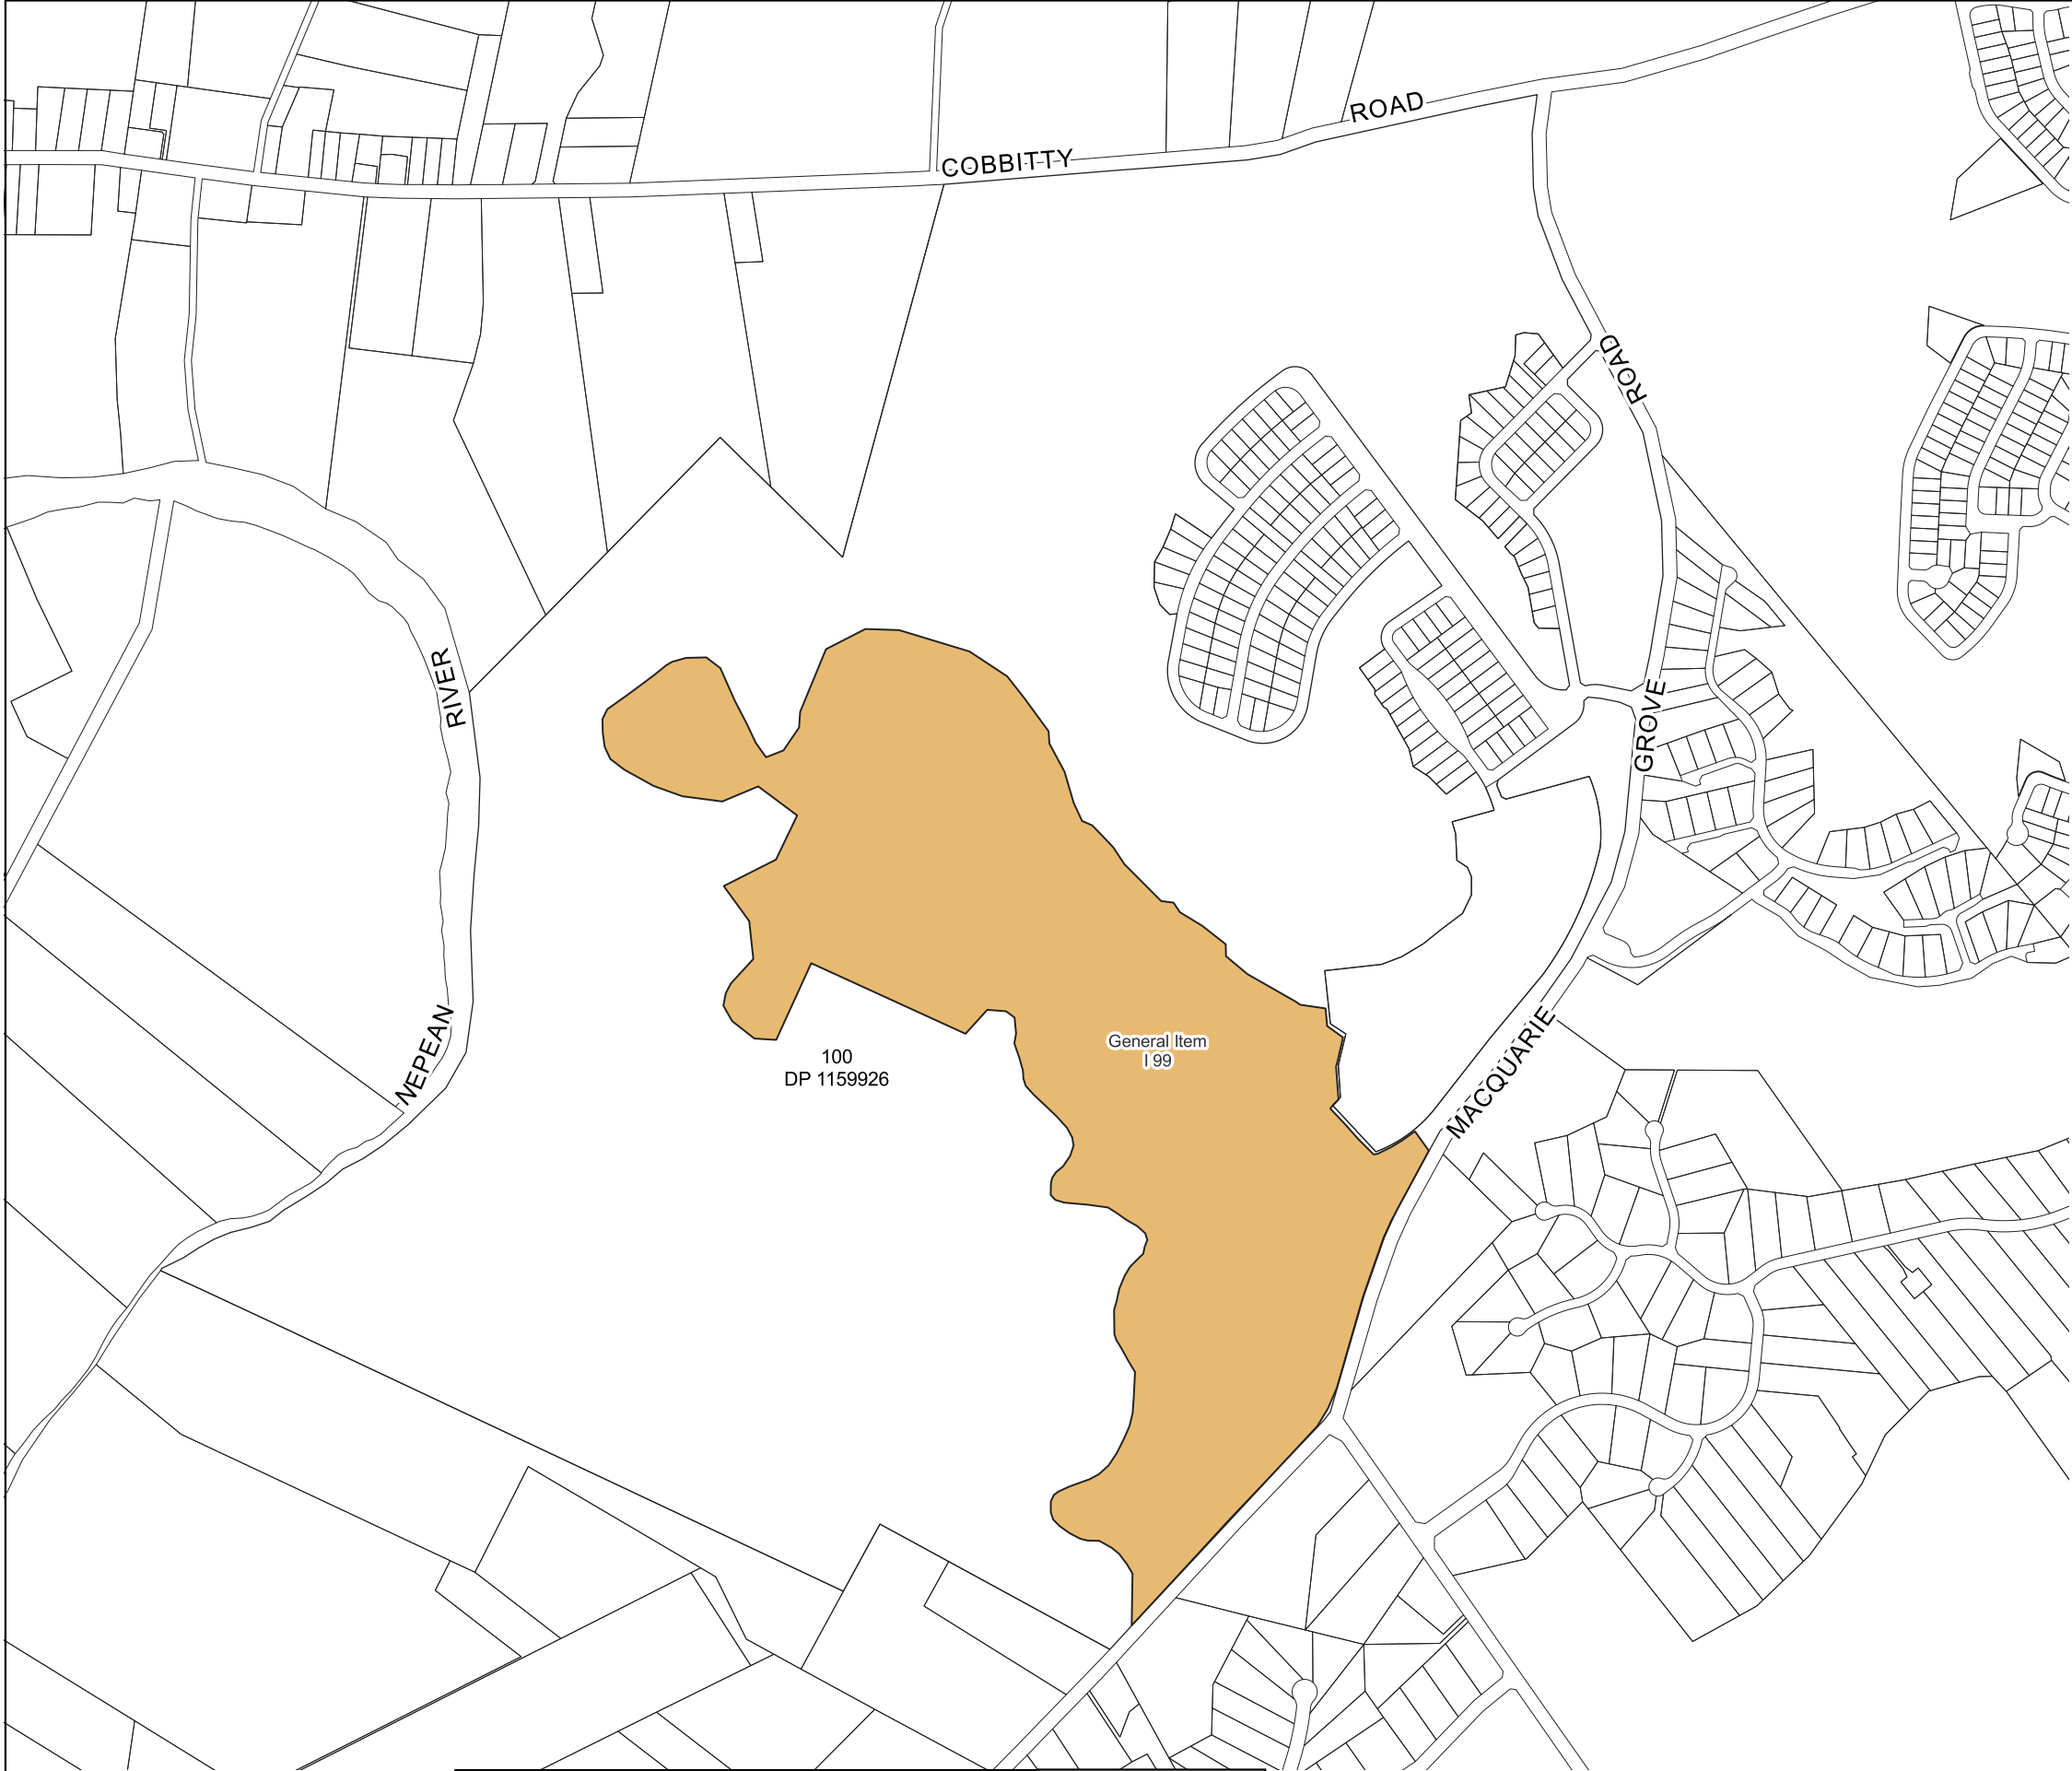 COBBITTY ROAD
ROAD
RIVER
GROVE
NEPEAN
General Item
I 99
MACQUARIE
100
DP 1159926